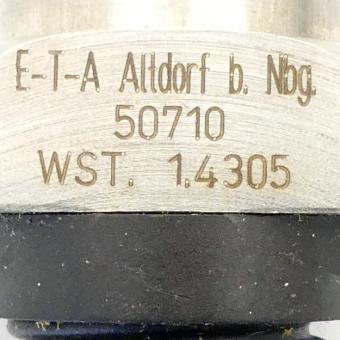 E-T-A Altdorf b. Nbg.
50710
WST. 1.4305